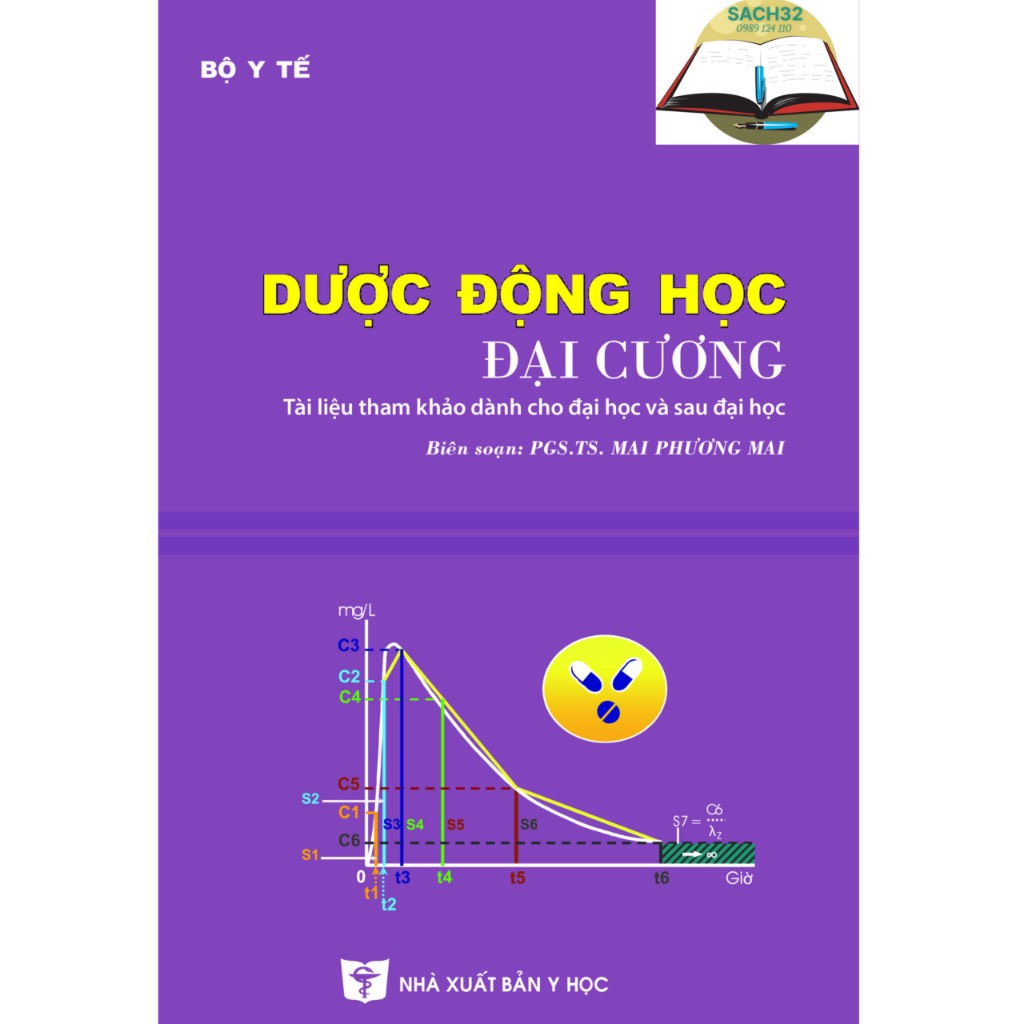 SACH32
0989 124 110
BỘ Y TẾ
DƯỢC ĐỘNG HỌC
ĐẠI CƯƠNG
Tài liệu tham khảo dành cho đại học và sau đại học
Biên soạn: PGS.TS. MAI PHƯƠNG MAI
mg/L
C3
C2
C4
C5
S2
C1
S3 S4 S5 S6
S7 = C6
λz
C6
S1
→ ∞
0 t3 t4 t5 t6 Giờ
t1
t2
NHÀ XUẤT BẢN Y HỌC